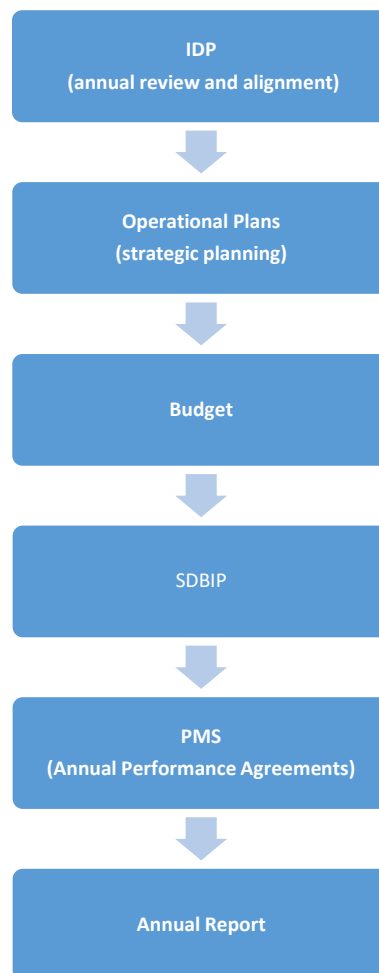 IDP
(annual review and alignment)
Operational Plans
(strategic planning)
Budget
SDBIP
PMS
(Annual Performance Agreements)
Annual Report